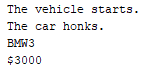 The vehicle starts.
The car honks.
BMW3
$3000